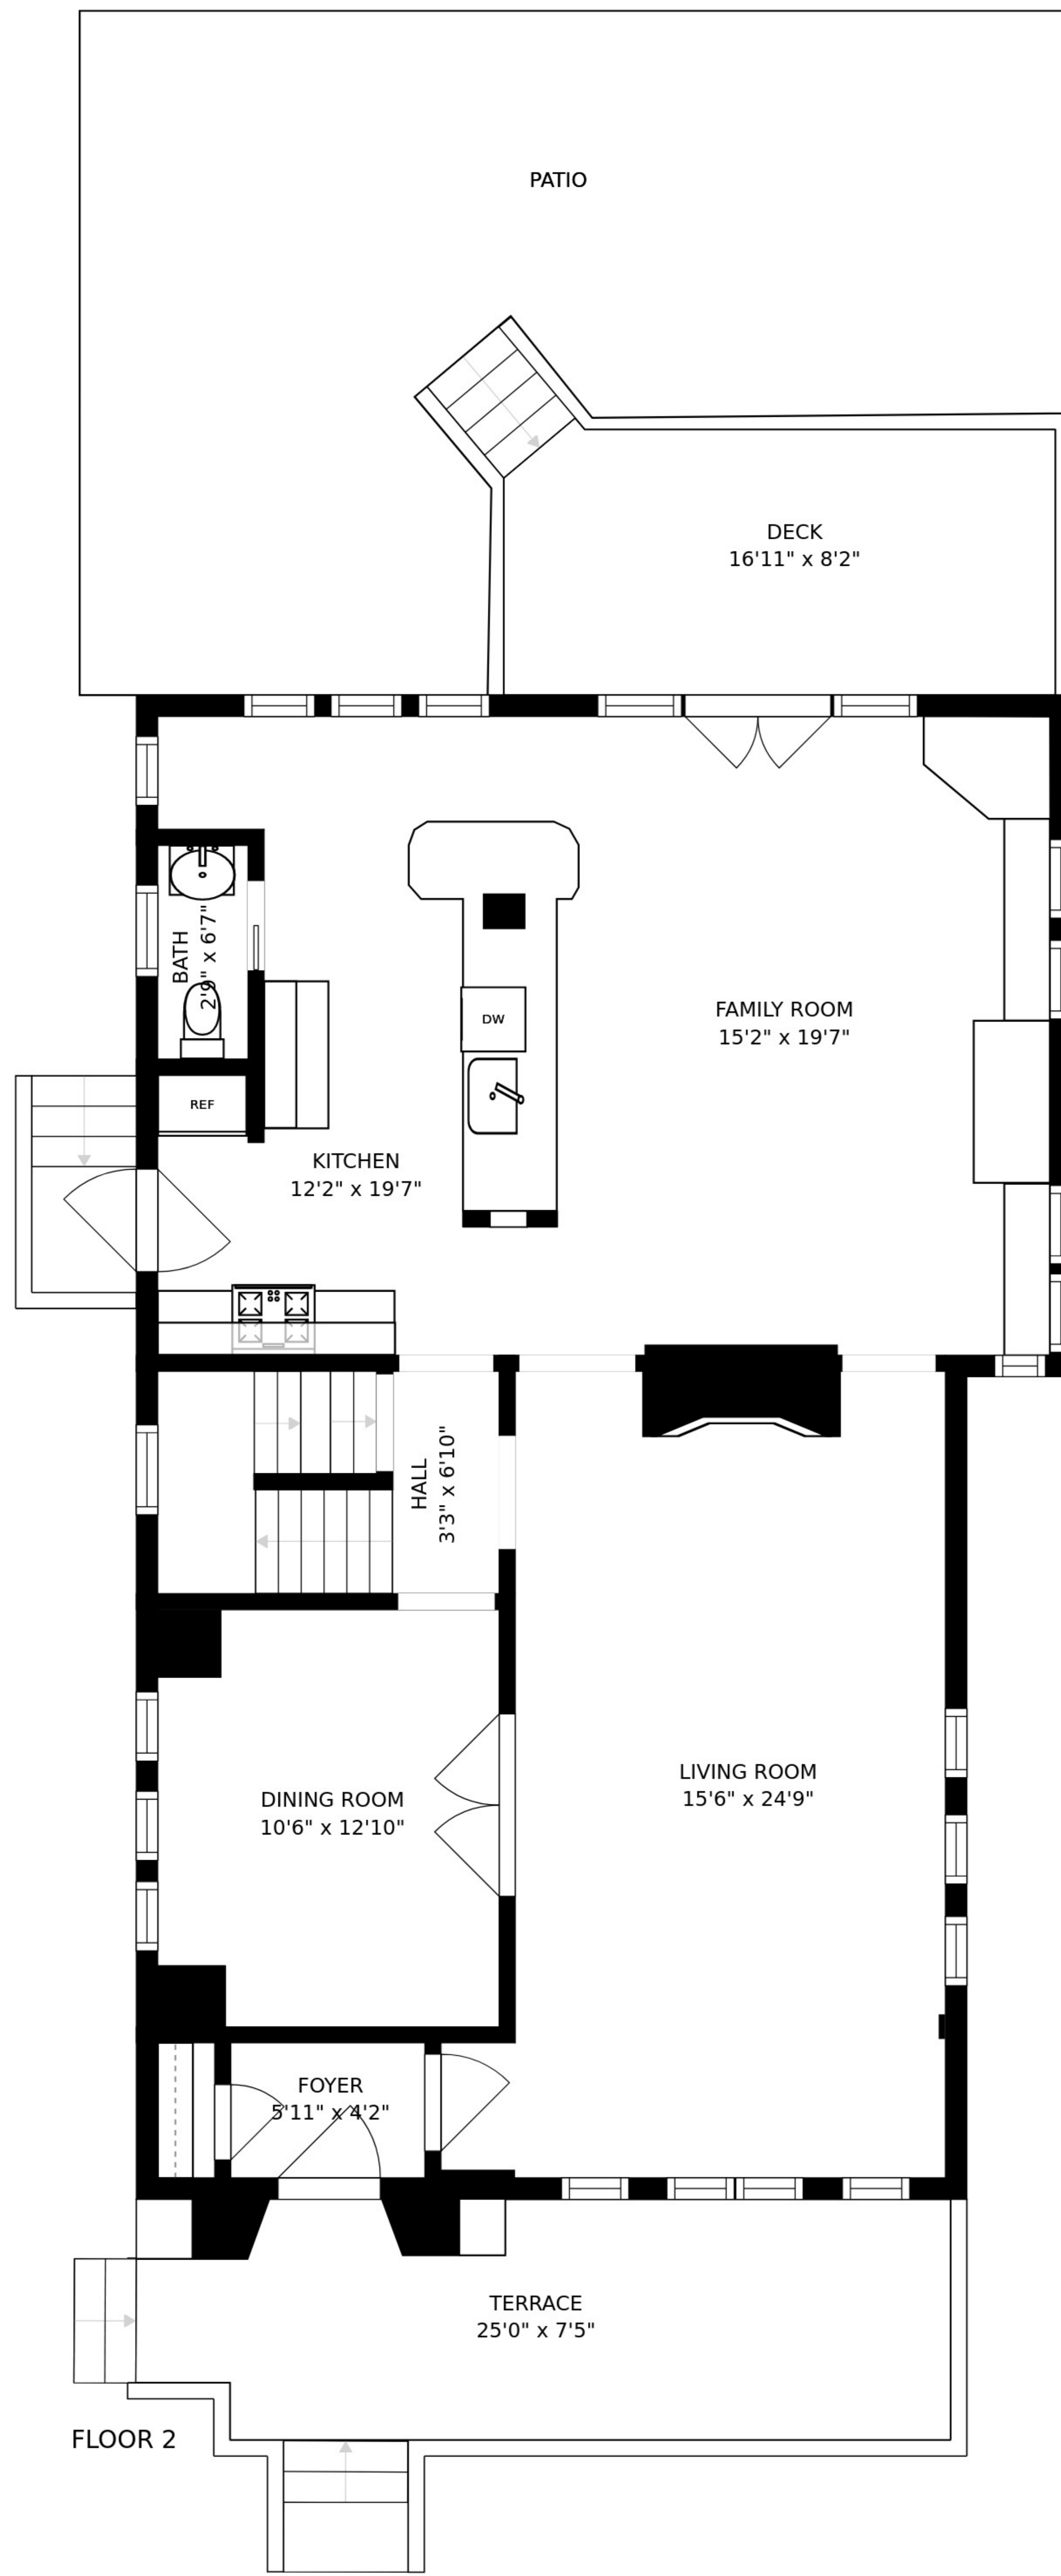 PATIO
DECK
16'11" x 8'2"
BATH
2'9" x 6'7"
DW
FAMILY ROOM
15'2" x 19'7"
REF
KITCHEN
12'2" x 19'7"
HALL
3'3" x 6'10"
LIVING ROOM
15'6" x 24'9"
DINING ROOM
10'6" x 12'10"
FOYER
5'11" x 4'2"
TERRACE
25'0" x 7'5"
FLOOR 2